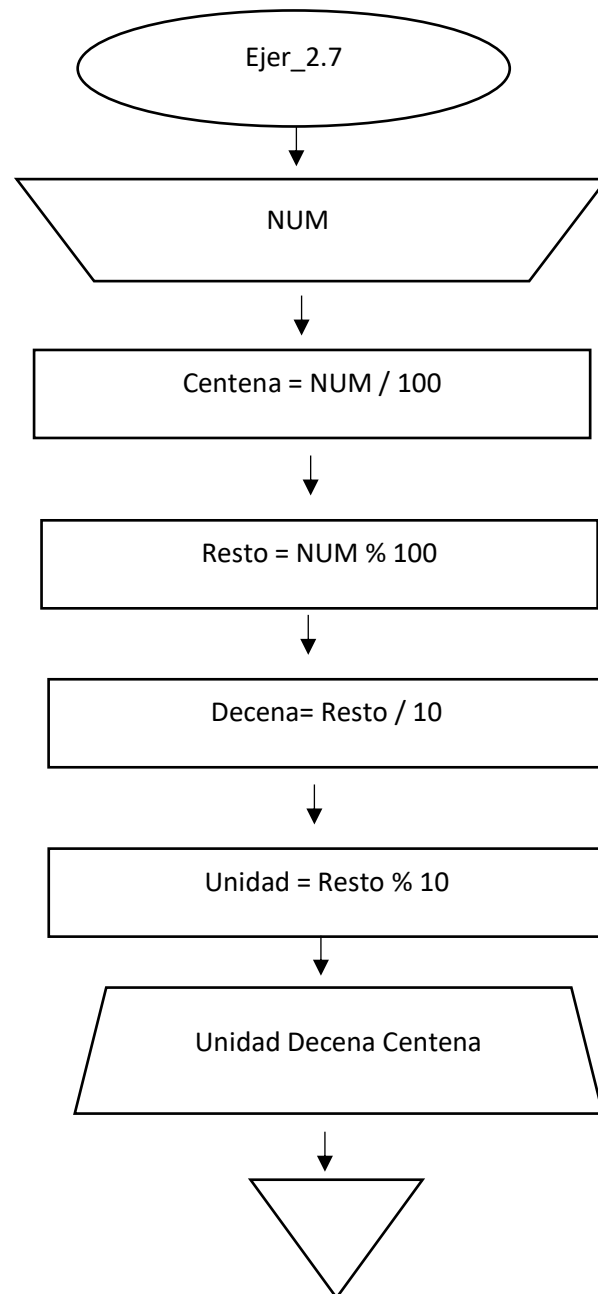 Ejer_2.7
NUM
Centena = NUM / 100
Resto = NUM % 100
Decena= Resto / 10
Unidad = Resto % 10
Unidad Decena Centena